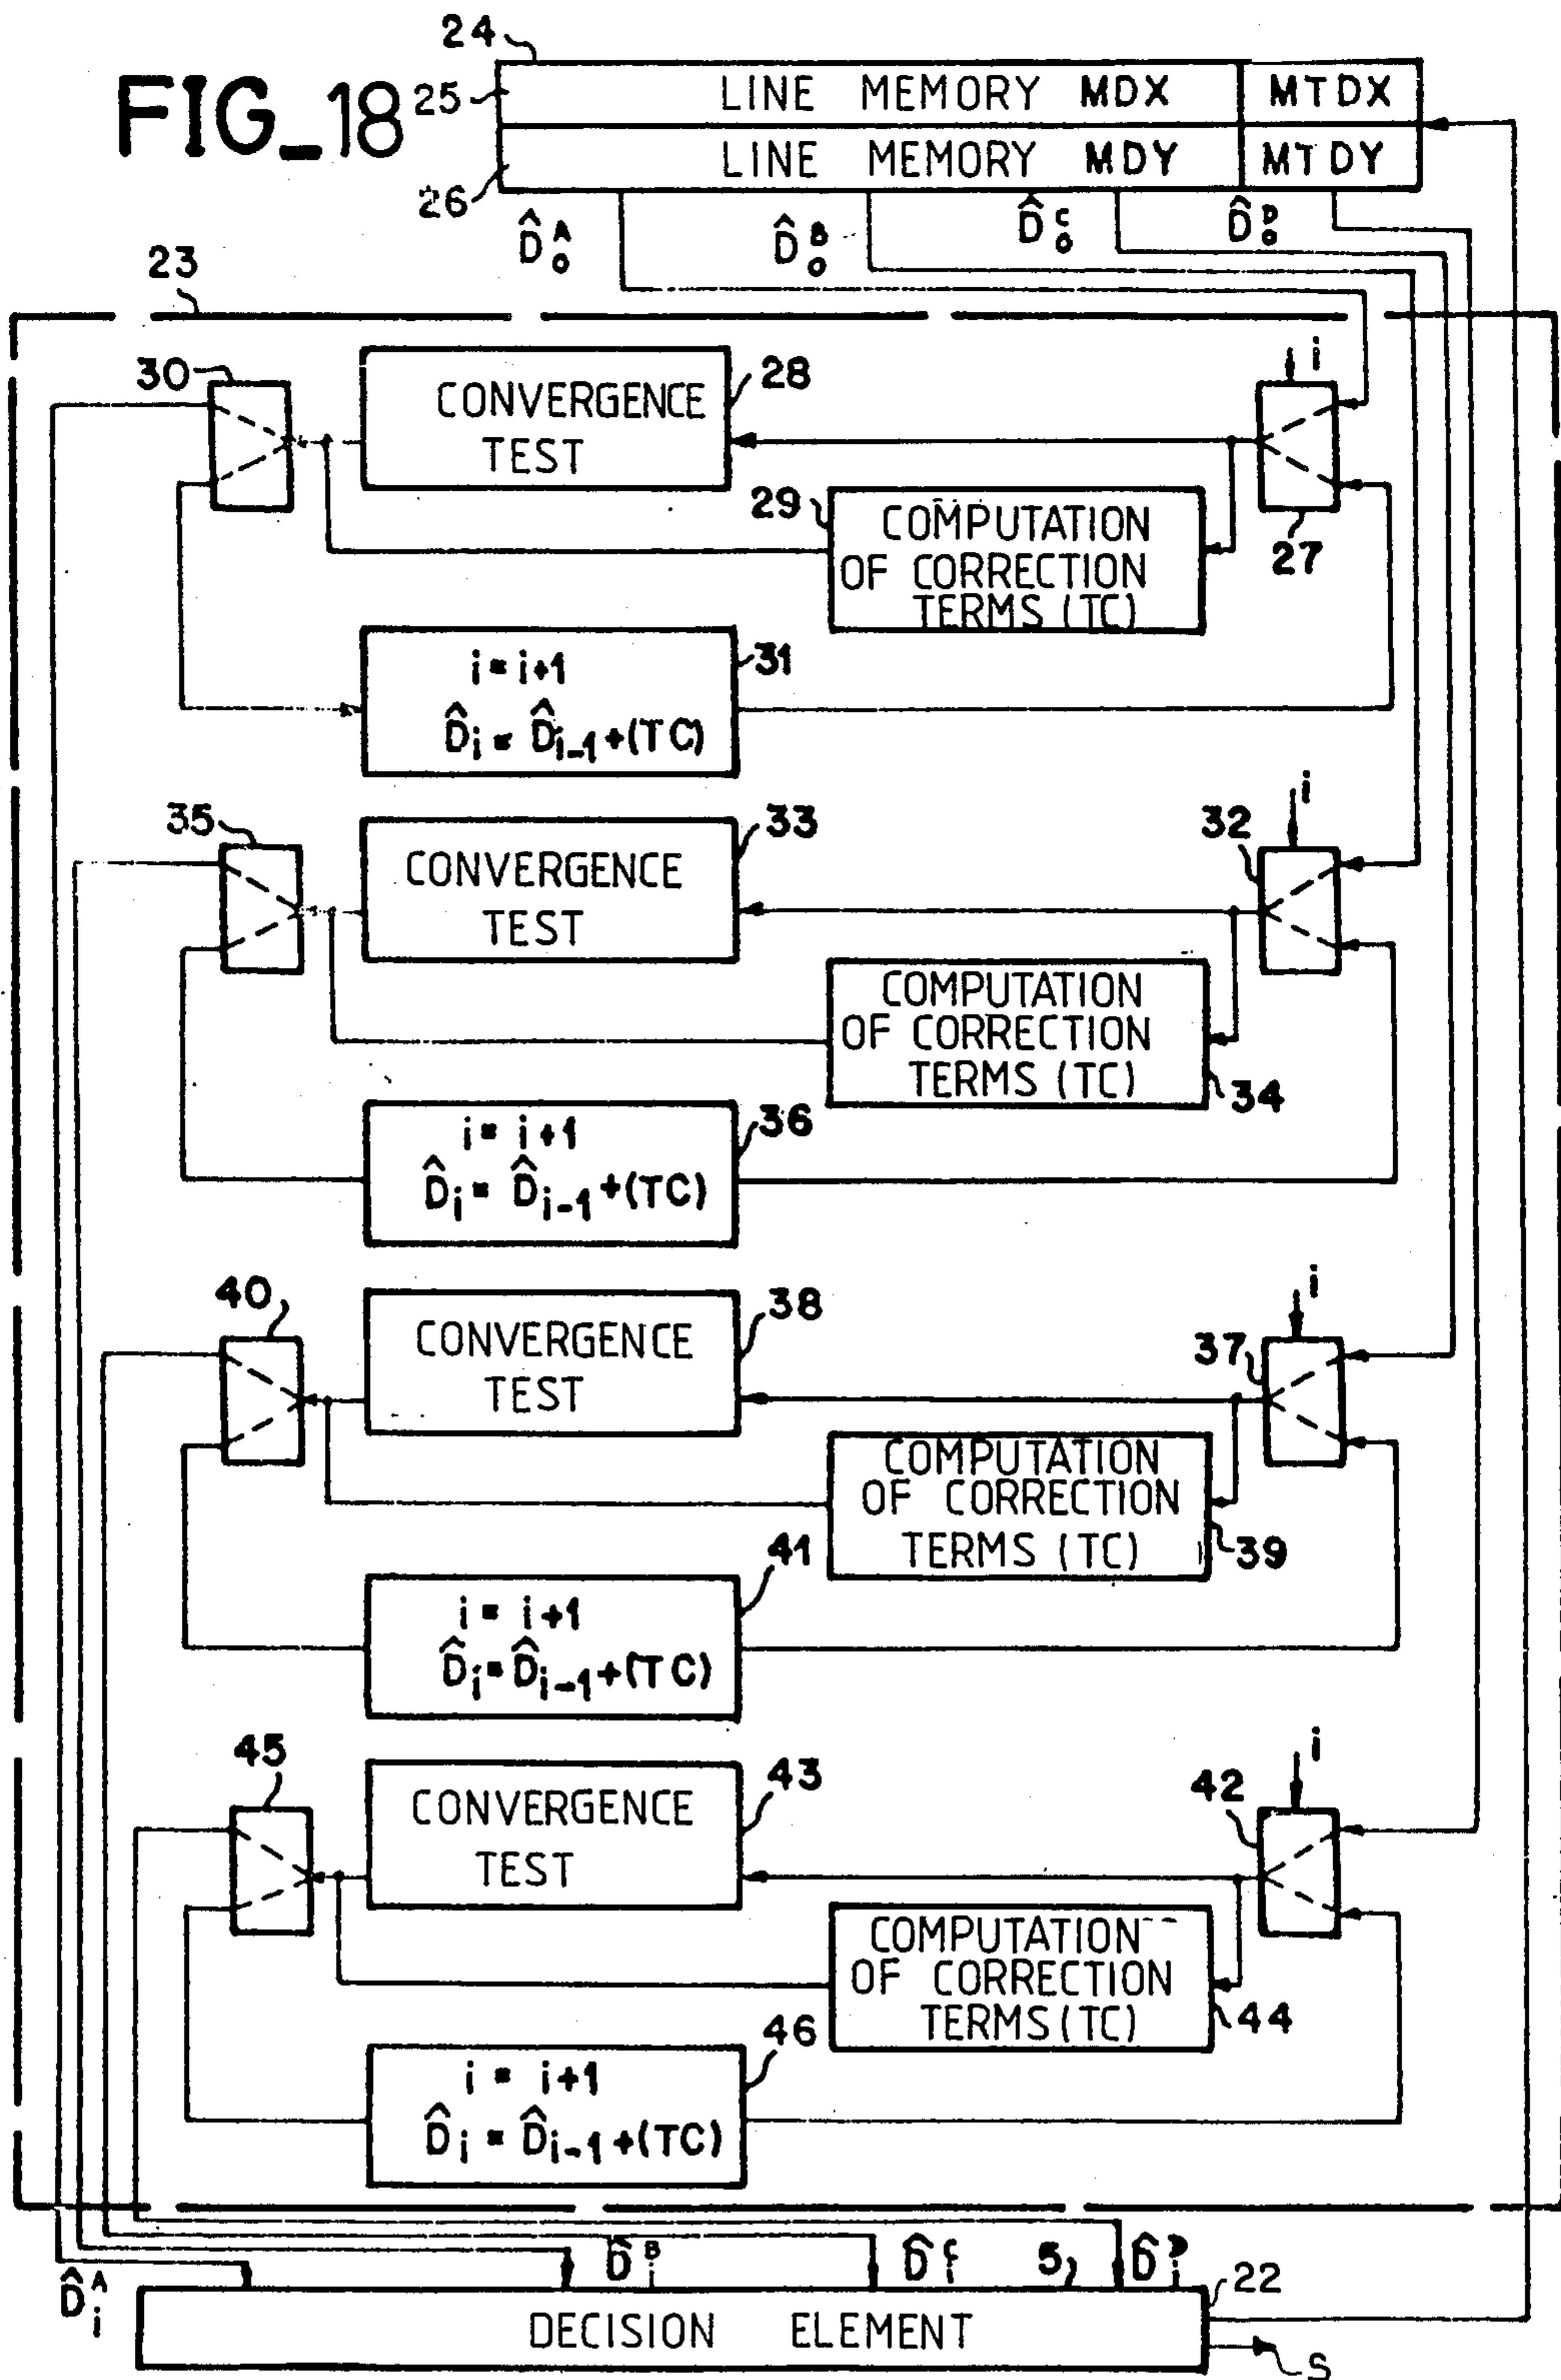 FIG_18
24
25
LINE MEMORY MDX
MTDX
26
LINE MEMORY MDY
MTDY
D̂₀ᴬ
D̂₀ᴮ
D̂₀ᶜ
D̂₀ᴰ
23
30
CONVERGENCE
TEST
28
i
27
29
COMPUTATION
OF CORRECTION
TERMS (TC)
31
i = i+1
D̂i = D̂i-1 +(TC)
35
CONVERGENCE
TEST
33
32
i
COMPUTATION
OF CORRECTION
TERMS (TC)
34
36
i = i+1
D̂i = D̂i-1 +(TC)
40
CONVERGENCE
TEST
38
37
i
COMPUTATION
OF CORRECTION
TERMS (TC)
39
41
i = i+1
D̂i = D̂i-1 +(TC)
45
CONVERGENCE
TEST
43
42
i
COMPUTATION
OF CORRECTION
TERMS (TC)
44
46
i = i+1
D̂i = D̂i-1 +(TC)
D̂iᴬ
D̂iᴮ
D̂iᶜ
5
D̂iᴰ
22
DECISION ELEMENT
S